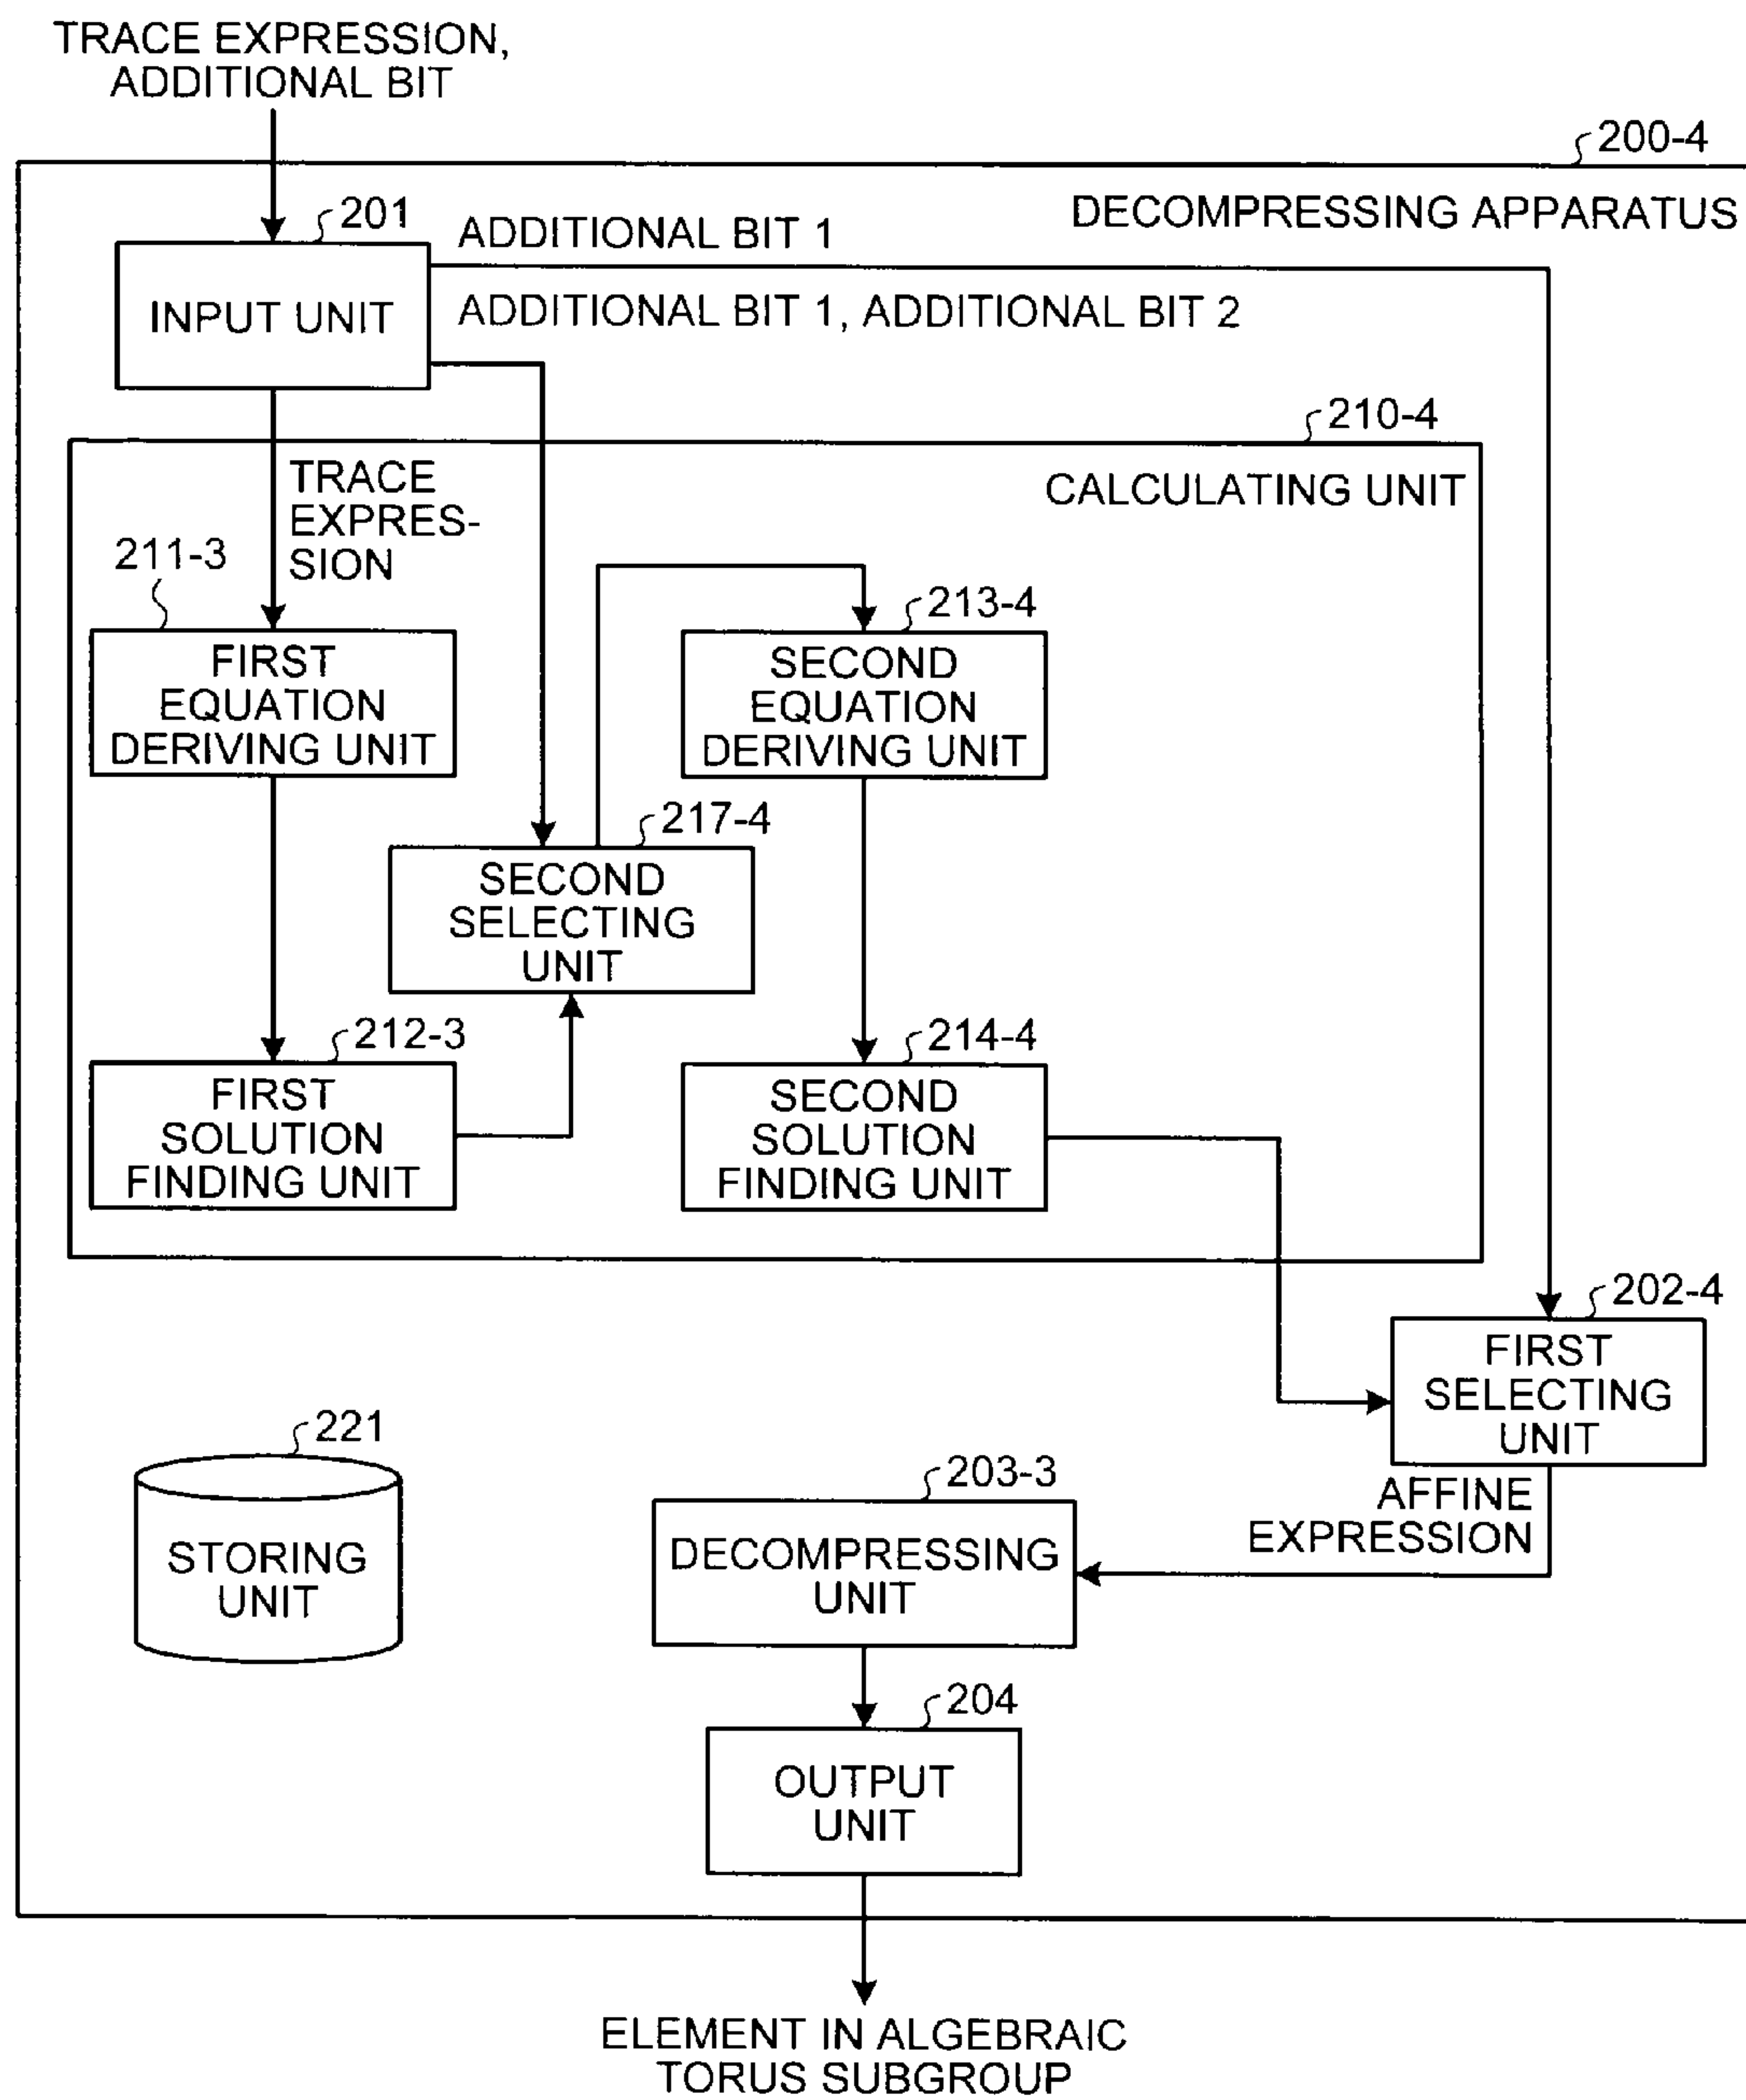 TRACE EXPRESSION,
ADDITIONAL BIT
200-4
DECOMPRESSING APPARATUS
201
INPUT UNIT
ADDITIONAL BIT 1
ADDITIONAL BIT 1, ADDITIONAL BIT 2
210-4
CALCULATING UNIT
TRACE
EXPRES-
SION
211-3
FIRST
EQUATION
DERIVING UNIT
213-4
SECOND
EQUATION
DERIVING UNIT
217-4
SECOND
SELECTING
UNIT
212-3
FIRST
SOLUTION
FINDING UNIT
214-4
SECOND
SOLUTION
FINDING UNIT
202-4
FIRST
SELECTING
UNIT
221
STORING
UNIT
203-3
DECOMPRESSING
UNIT
AFFINE
EXPRESSION
204
OUTPUT
UNIT
ELEMENT IN ALGEBRAIC
TORUS SUBGROUP